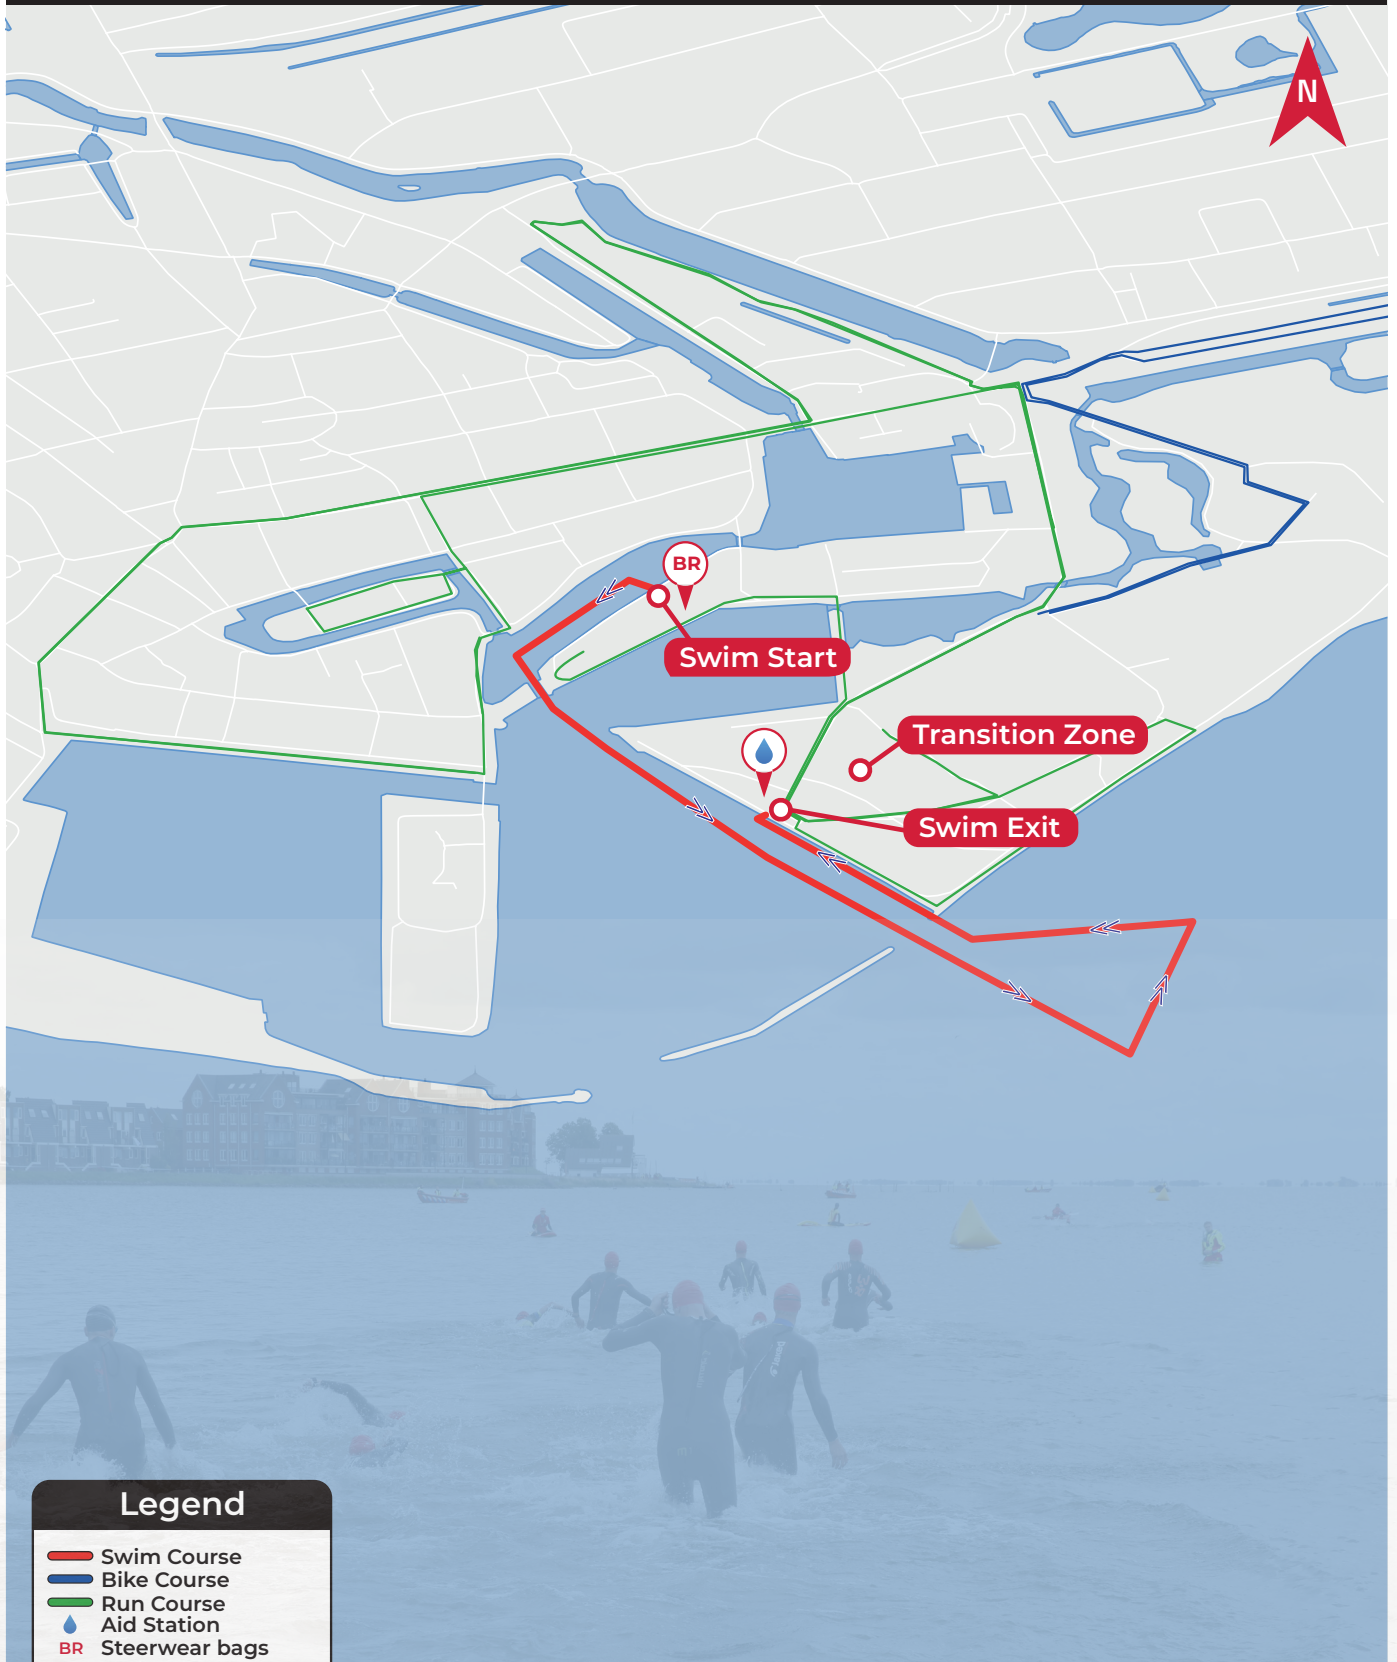 N
BR
Swim Start
Transition Zone
Swim Exit
Legend
Swim Course
Bike Course
Run Course
Aid Station
BR Steerwear bags